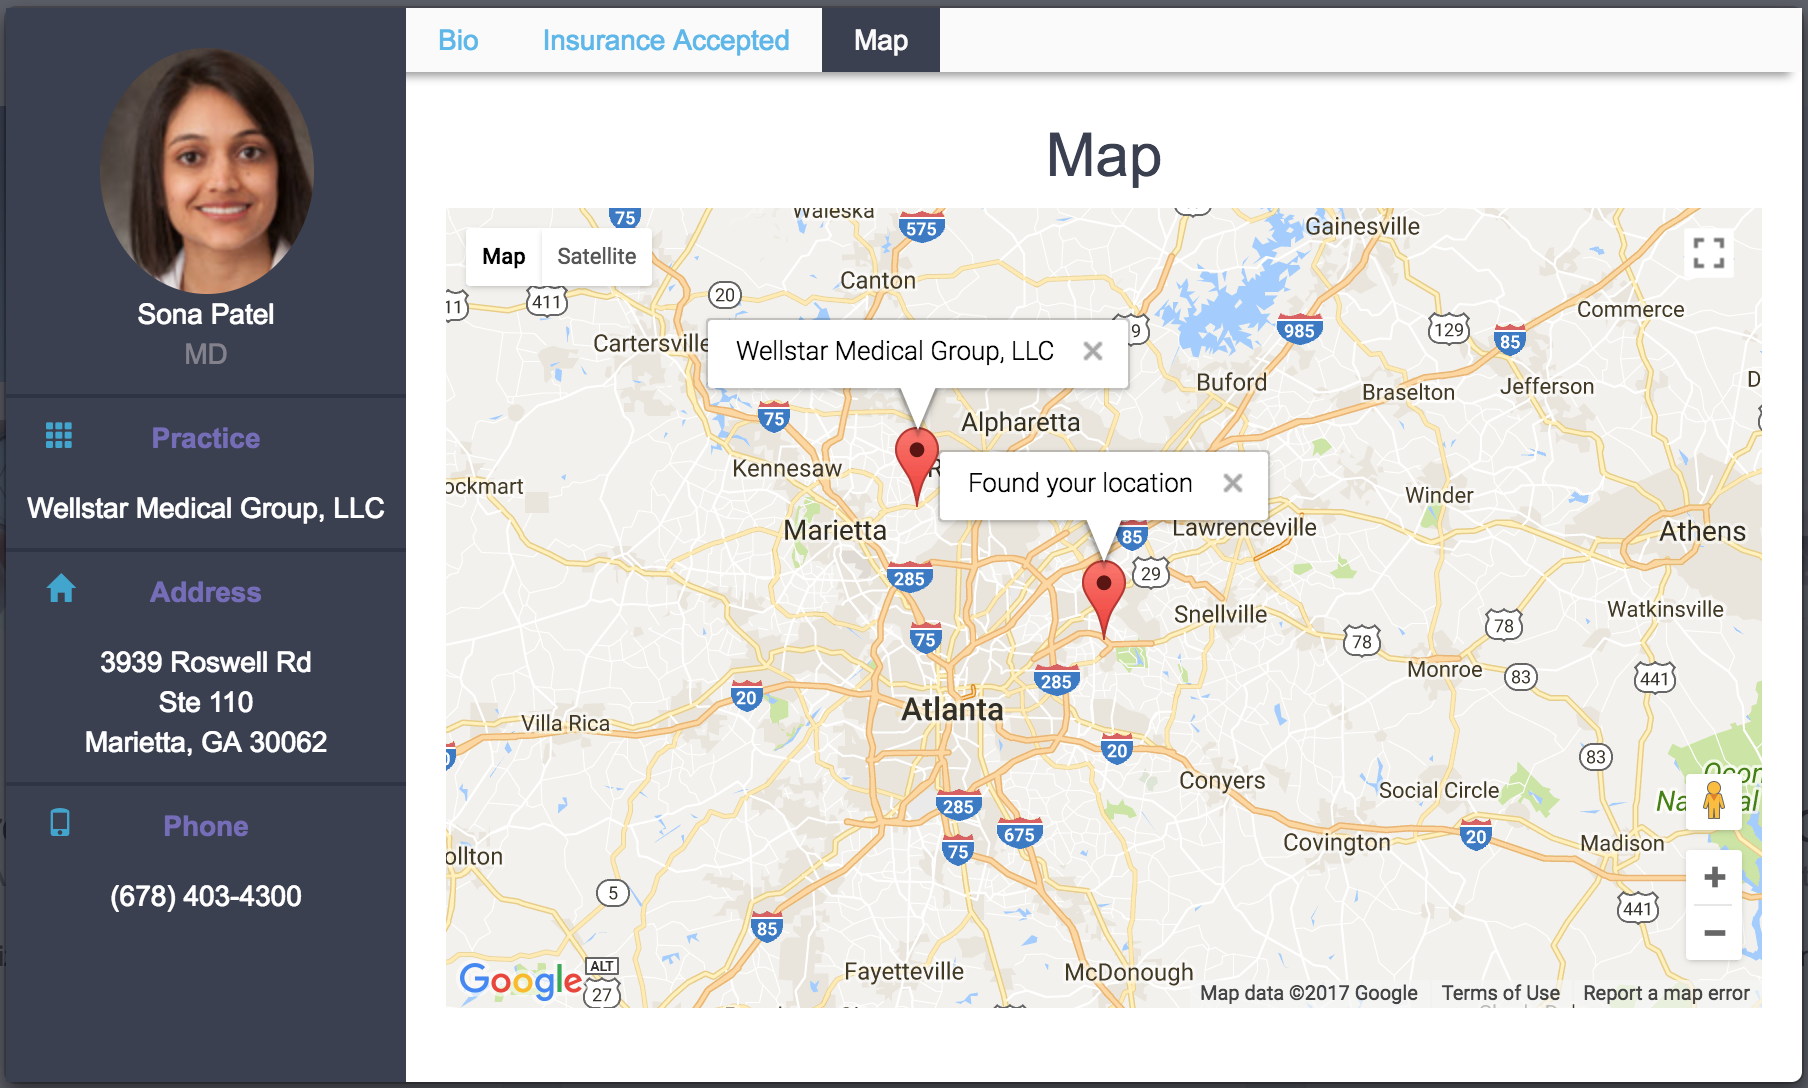 Bio
Insurance Accepted
Map
Sona Patel
MD
Practice
Wellstar Medical Group, LLC
Address
3939 Roswell Rd
Ste 110
Marietta, GA 30062
Phone
(678) 403-4300
Map
Map
Satellite
75
575
Waleska
Gainesville
Canton
20
411
11
Commerce
Cartersville
985
129
85
9
Wellstar Medical Group, LLC
Buford
Braselton
Jefferson
D
75
Alpharetta
Kennesaw
R
ockmart
Found your location
Winder
Marietta
85
Lawrenceville
Athens
285
29
Snellville
Watkinsville
75
78
78
285
Monroe
83
441
20
Atlanta
Villa Rica
20
83
Conyers
Social Circle
285
675
75
Covington
20
Madison
ollton
5
441
85
Fayetteville
McDonough
Google
ALT
27
Map data ©2017 Google
Terms of Use
Report a map error